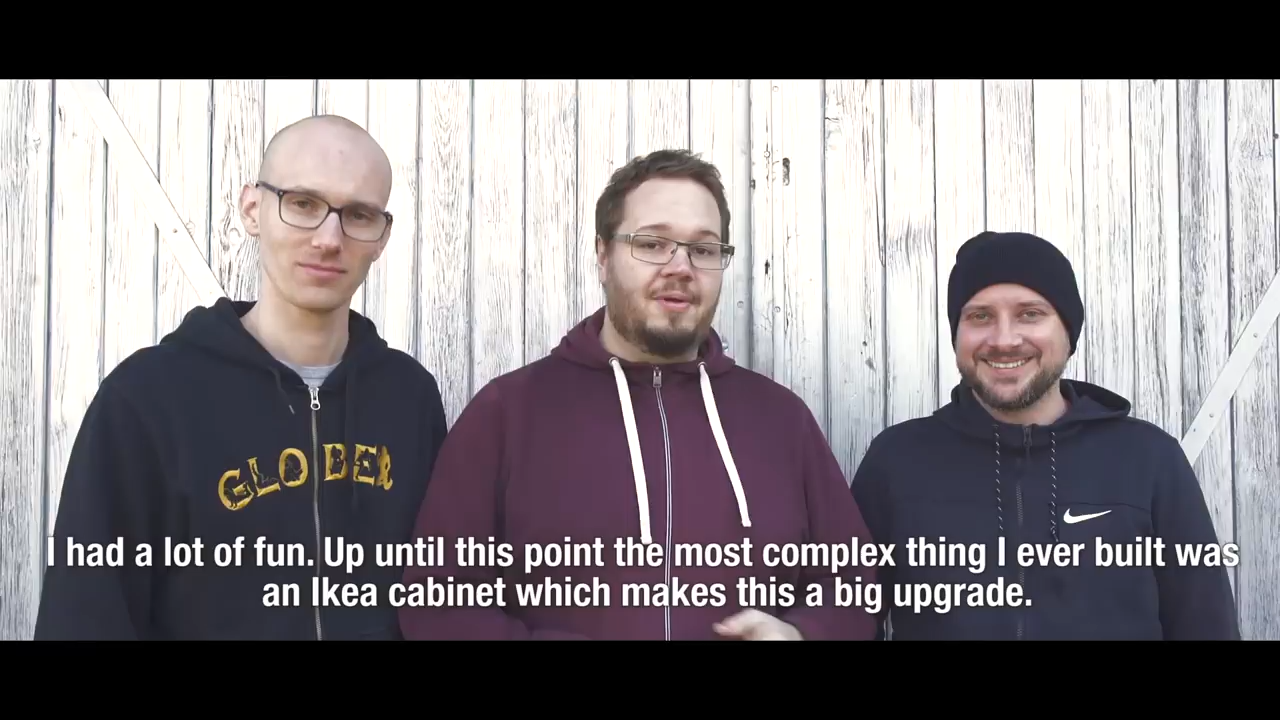 GLOBER
I had a lot of fun. Up until this point the most complex thing I ever built was
an Ikea cabinet which makes this a big upgrade.